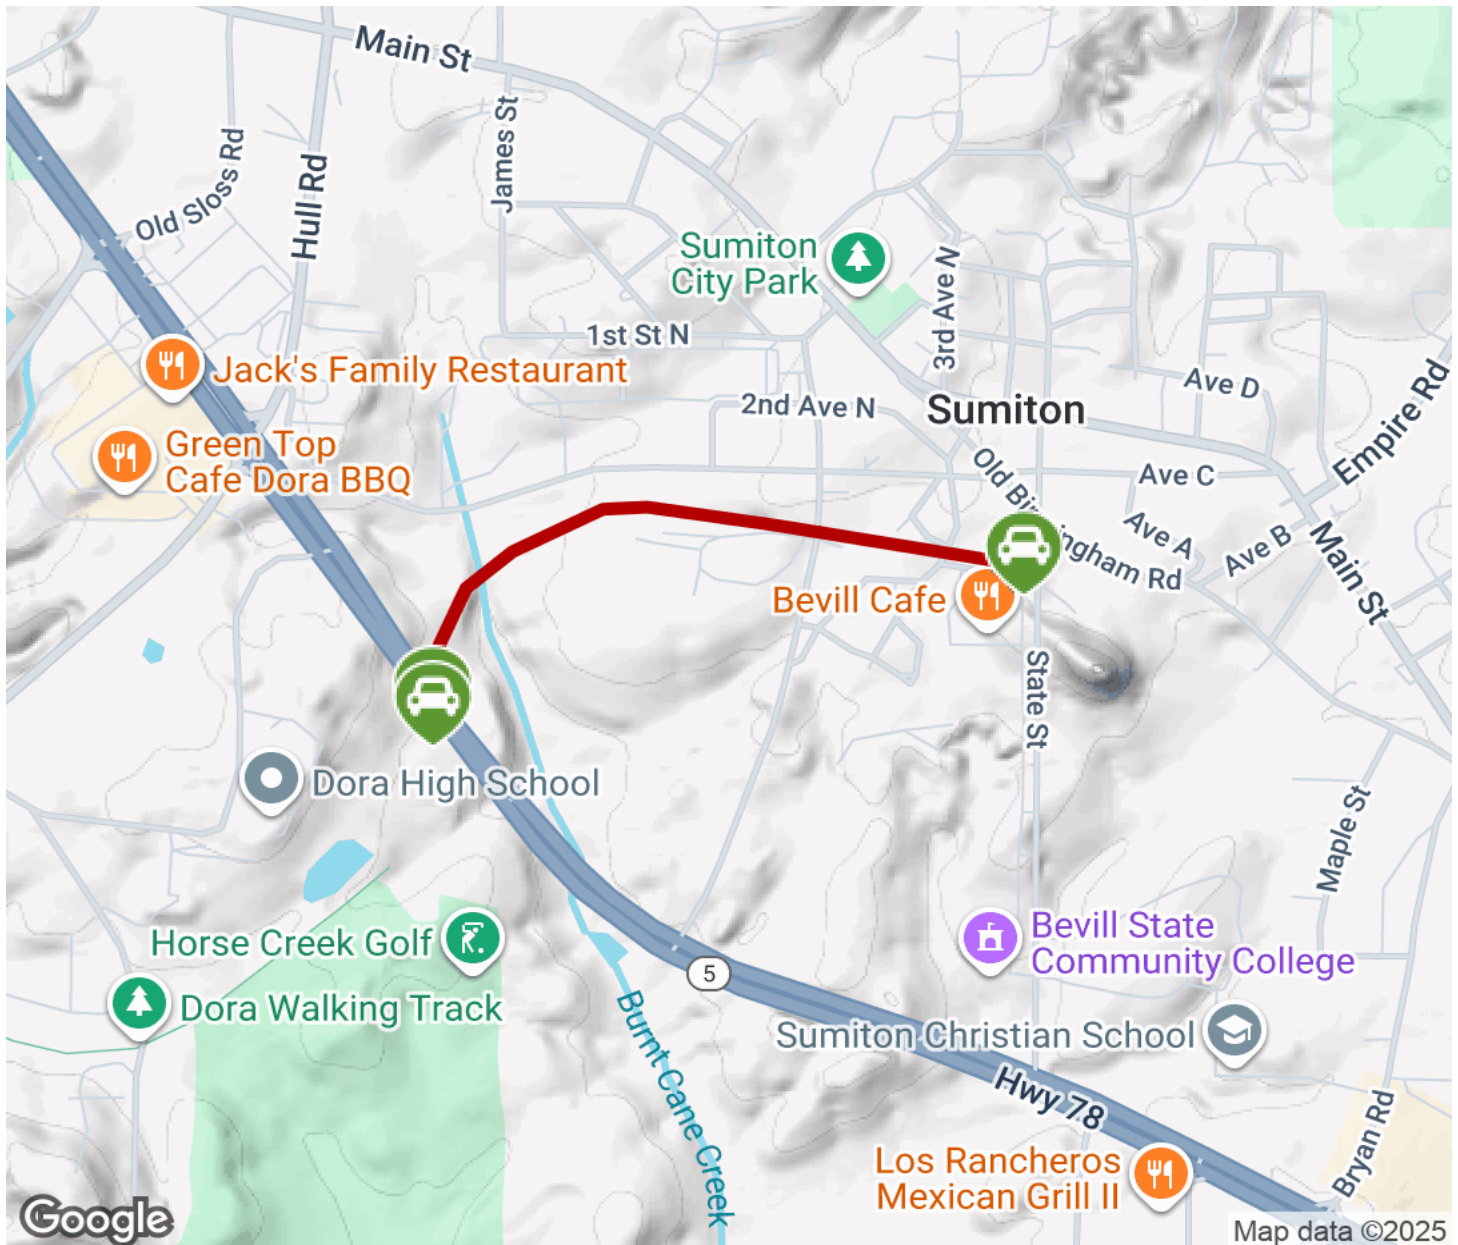 Main St
James St
Old Sloss Rd
Hull Rd
Sumiton
City Park
3rd Ave N
1st St N
Jack's Family Restaurant
Ave D
2nd Ave N
Sumiton
Empire Rd
Green Top
Cafe Dora BBQ
Ave C
Old Bi
ngham Rd
Ave A
Ave B
Main St
Bevill Cafe
State St
Dora High School
Maple St
Horse Creek Golf
Bevill State
Community College
5
Dora Walking Track
Burnt Cane Creek
Sumiton Christian School
Hwy 78
Bryan Rd
Los Rancheros
Mexican Grill II
Google
Map data ©2025